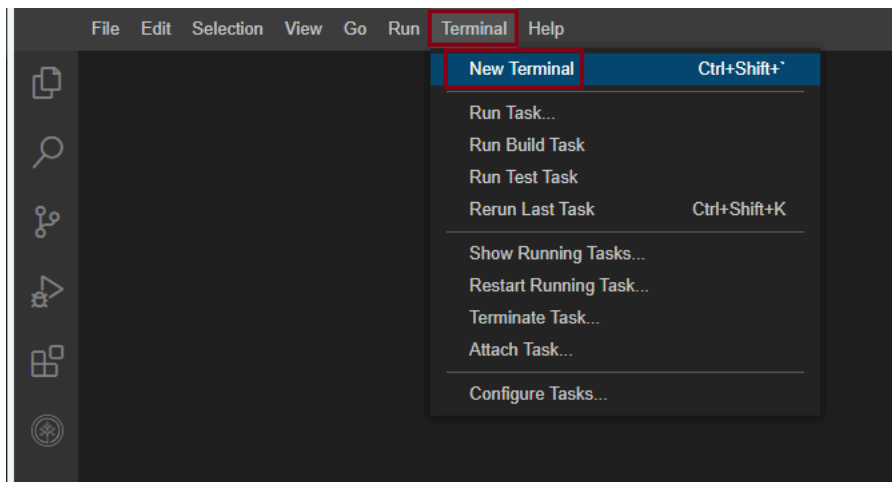 File Edit Selection View Go Run Terminal Help
New Terminal Ctrl+Shift+`
Run Task...
Run Build Task
Run Test Task
Rerun Last Task Ctrl+Shift+K
Show Running Tasks...
Restart Running Task...
Terminate Task...
Attach Task...
Configure Tasks...